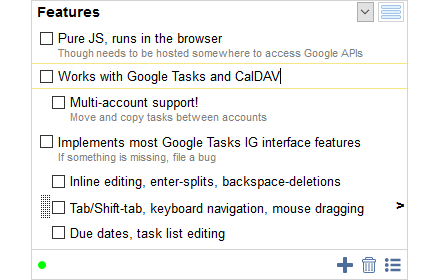 Features
Pure JS, runs in the browser
Though needs to be hosted somewhere to access Google APIs
Works with Google Tasks and CalDAV
Multi-account support!
Move and copy tasks between accounts
Implements most Google Tasks IG interface features
If something is missing, file a bug
Inline editing, enter-splits, backspace-deletions
Tab/Shift-tab, keyboard navigation, mouse dragging
Due dates, task list editing